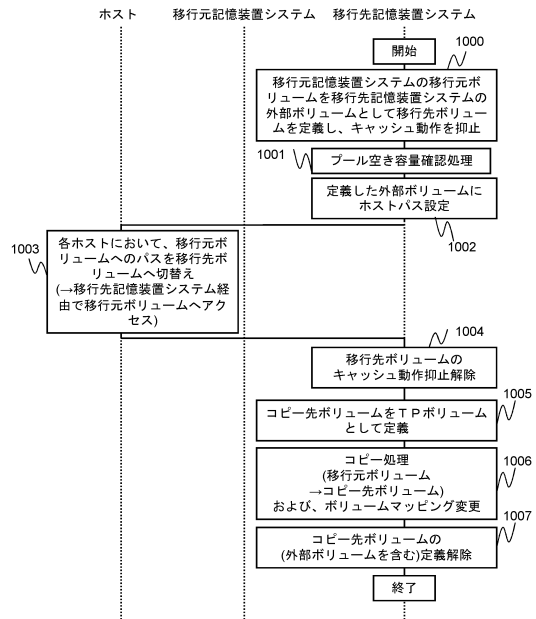 ホスト
移行元記憶装置システム
移行先記憶装置システム
開始
1000
移行元記憶装置システムの移行元ボ
リュームを移行先記憶装置システムの
外部ボリュームとして移行先ボリュー
ムを定義し、キャッシュ動作を抑止
1001
プール空き容量確認処理
定義した外部ボリュームに
ホストパス設定
1002
1003
各ホストにおいて、移行元ボ
リュームへのパスを移行先ボ
リュームへ切替え
(→移行先記憶装置システム経
由で移行元ボリュームへアク
セス)
1004
移行先ボリュームの
キャッシュ動作抑止解除
1005
コピー先ボリュームをＴＰボリューム
として定義
1006
コピー処理
(移行元ボリューム
→コピー先ボリューム)
および、ボリュームマッピング変更
1007
コピー先ボリュームの
(外部ボリュームを含む)定義解除
終了